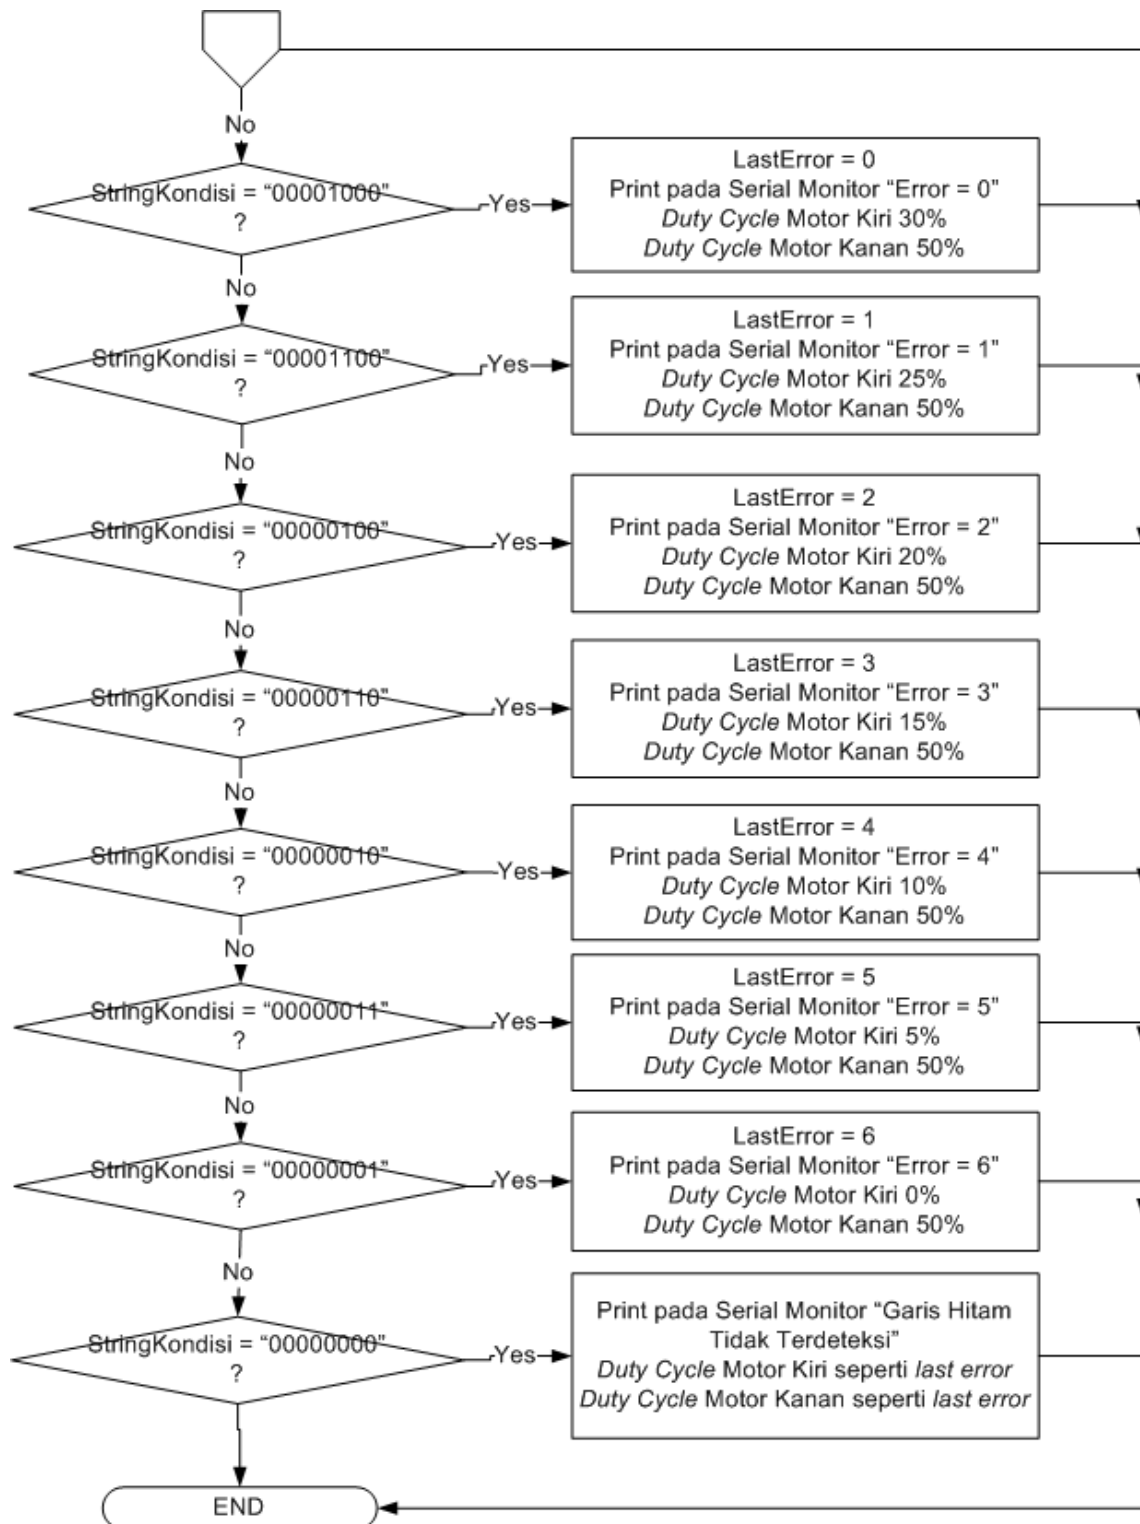 No
StringKondisi = “00001000”
?
Yes
LastError = 0
Print pada Serial Monitor “Error = 0”
Duty Cycle Motor Kiri 30%
Duty Cycle Motor Kanan 50%
No
StringKondisi = “00001100”
?
Yes
LastError = 1
Print pada Serial Monitor “Error = 1”
Duty Cycle Motor Kiri 25%
Duty Cycle Motor Kanan 50%
No
StringKondisi = “00000100”
?
Yes
LastError = 2
Print pada Serial Monitor “Error = 2”
Duty Cycle Motor Kiri 20%
Duty Cycle Motor Kanan 50%
No
StringKondisi = “00000110”
?
Yes
LastError = 3
Print pada Serial Monitor “Error = 3”
Duty Cycle Motor Kiri 15%
Duty Cycle Motor Kanan 50%
No
StringKondisi = “00000010”
?
Yes
LastError = 4
Print pada Serial Monitor “Error = 4”
Duty Cycle Motor Kiri 10%
Duty Cycle Motor Kanan 50%
No
StringKondisi = “00000011”
?
Yes
LastError = 5
Print pada Serial Monitor “Error = 5”
Duty Cycle Motor Kiri 5%
Duty Cycle Motor Kanan 50%
No
StringKondisi = “00000001”
?
Yes
LastError = 6
Print pada Serial Monitor “Error = 6”
Duty Cycle Motor Kiri 0%
Duty Cycle Motor Kanan 50%
No
StringKondisi = “00000000”
?
Yes
Print pada Serial Monitor “Garis Hitam
Tidak Terdeteksi”
Duty Cycle Motor Kiri seperti last error
Duty Cycle Motor Kanan seperti last error
END